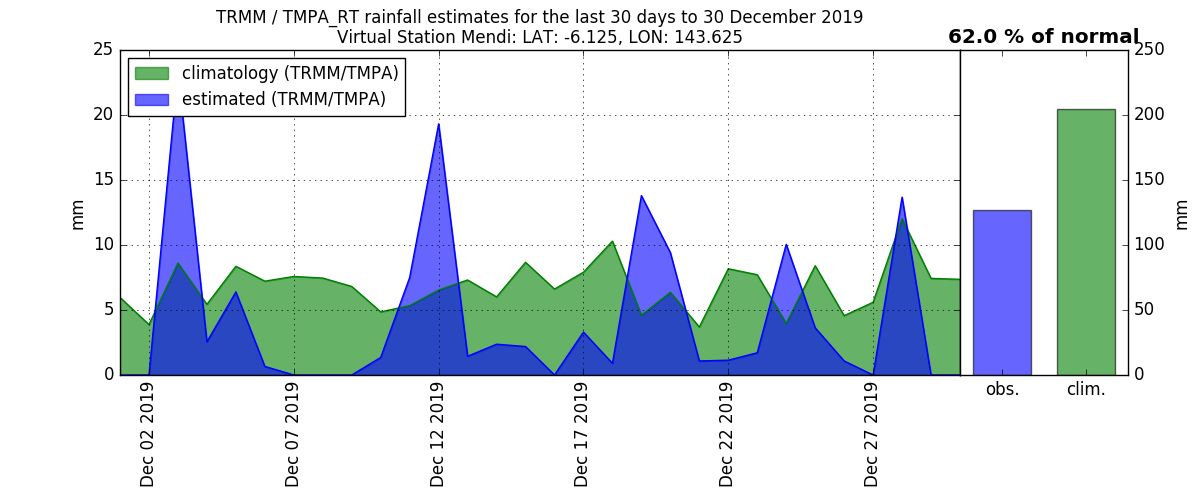 TRMM / TMPA_RT rainfall estimates for the last 30 days to 30 December 2019
Virtual Station Mendi: LAT: -6.125, LON: 143.625
62.0 % of normal
climatology (TRMM/TMPA)
estimated (TRMM/TMPA)
25
20
15
10
5
0
mm
Dec 02 2019
Dec 07 2019
Dec 12 2019
Dec 17 2019
Dec 22 2019
Dec 27 2019
250
200
150
100
50
0
mm
obs.
clim.